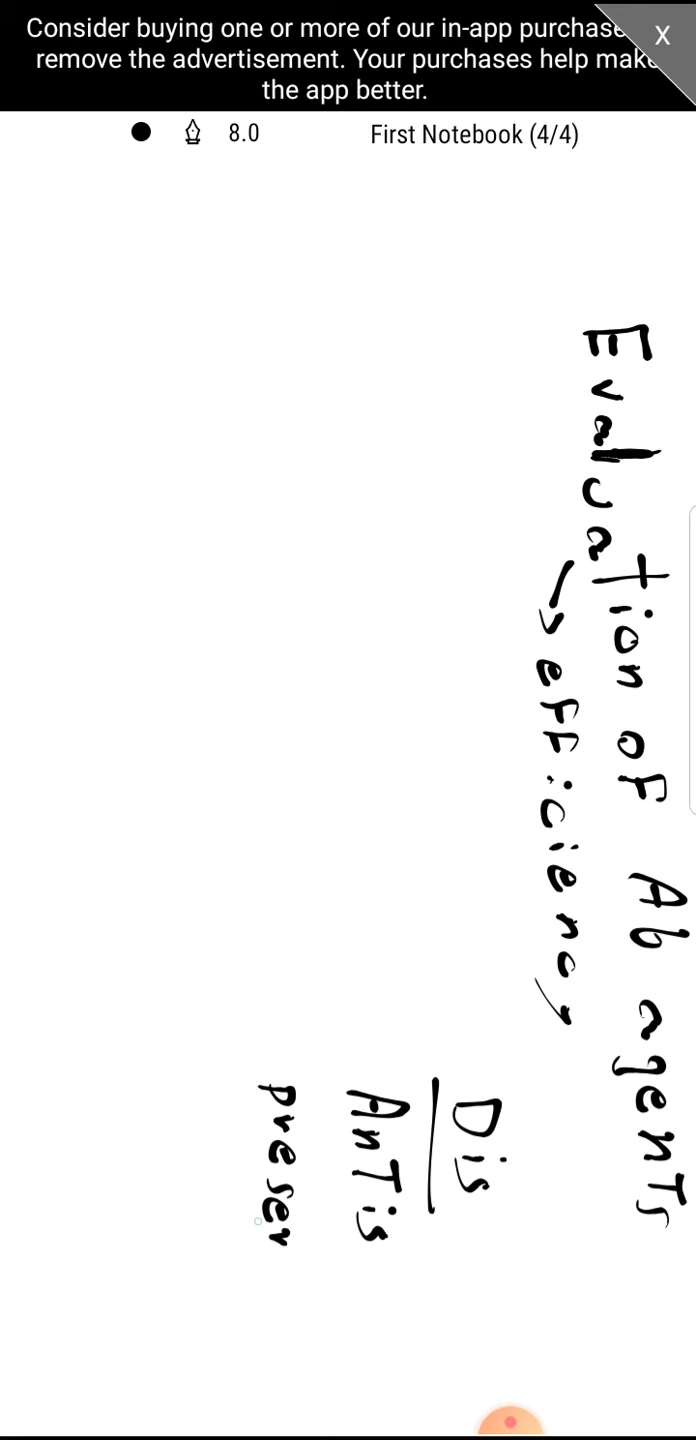 Consider buying one or more of our in-app purchase
remove the advertisement. Your purchases help make
the app better.
X
8.0 First Notebook (4/4)
Evaluation of Ab agents
→ efficiency
Dis
Antis
preser